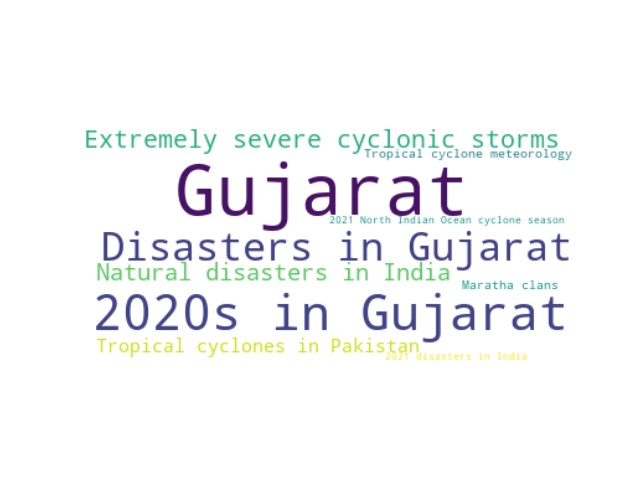 Extremely severe cyclonic storms
Tropical cyclone meteorology
Gujarat
2021 North Indian Ocean cyclone season
Disasters in Gujarat
Natural disasters in India
Maratha clans
2020s in Gujarat
Tropical cyclones in Pakistan
2021 disasters in India